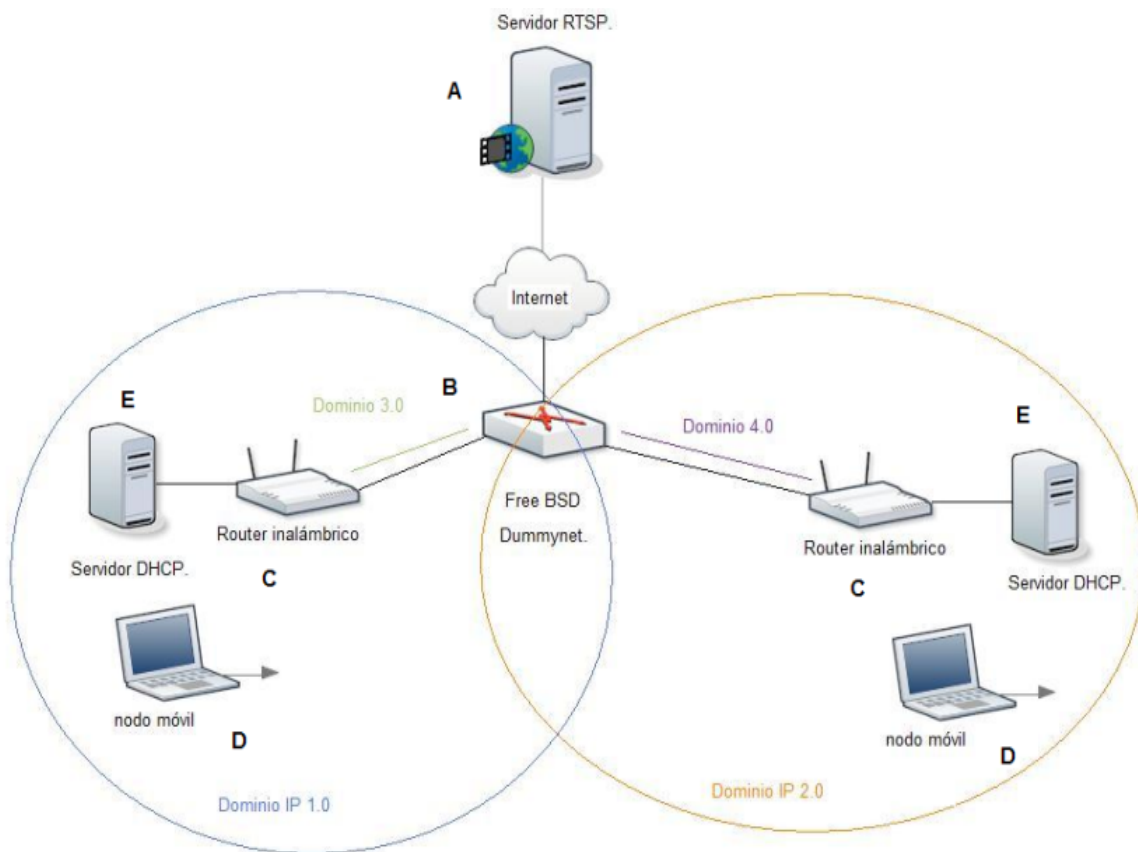 Servidor RTSP.
A
Internet
B
E
Dominio 3.0
Dominio 4.0
E
Free BSD
Dummynet.
Router inalámbrico
Router inalámbrico
Servidor DHCP.
C
C
Servidor DHCP.
nodo móvil
D
nodo móvil
D
Dominio IP 1.0
Dominio IP 2.0